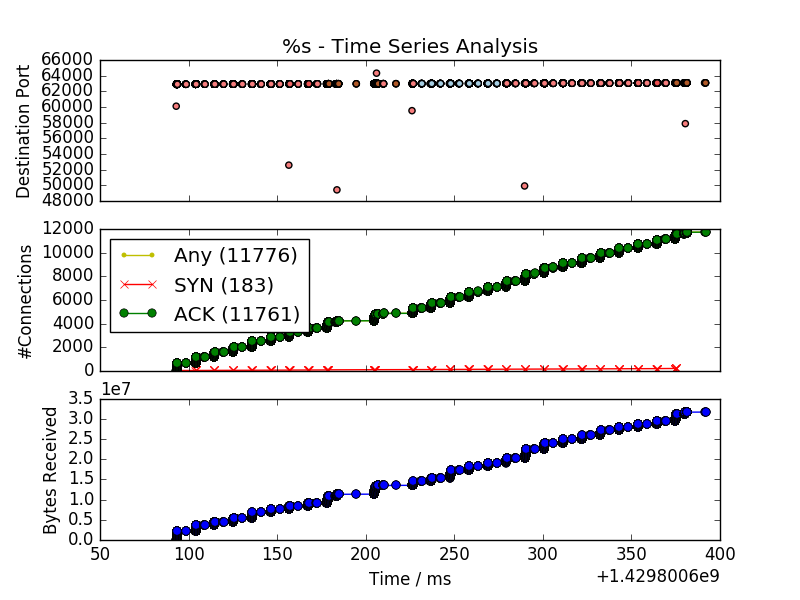 %s - Time Series Analysis
66000
64000
62000
60000
58000
56000
54000
52000
50000
48000
Destination Port
12000
10000
8000
6000
4000
2000
0
#Connections
Any (11776)
SYN (183)
ACK (11761)
1e7
3.5
3.0
2.5
2.0
1.5
1.0
0.5
0.0
Bytes Received
50 100 150 200 250 300 350 400
Time / ms
+1.4298006e9